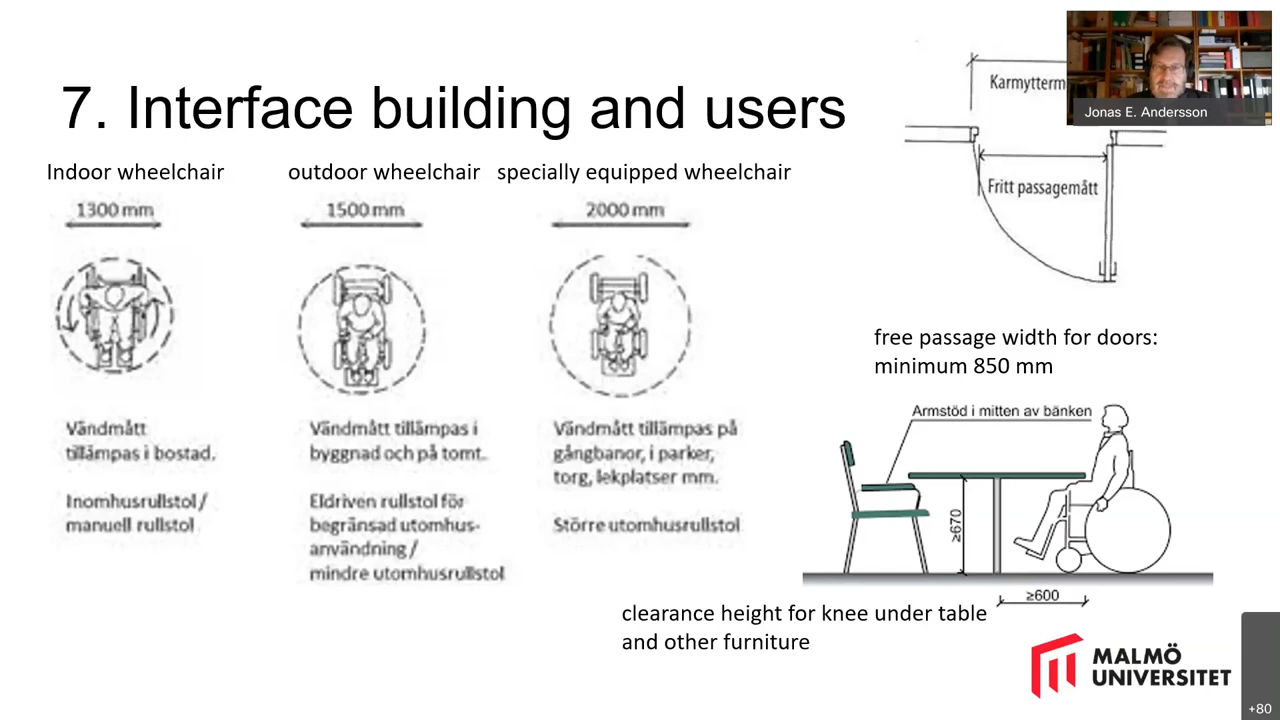 7. Interface building and users
Indoor wheelchair
outdoor wheelchair
specially equipped wheelchair
1300 mm
1500 mm
2000 mm
Vändmått
tillämpas i bostad.
Inomhusrullstol /
manuell rullstol
Vändmått tillämpas i
byggnad och på tomt.
Eldriven rullstol för
begränsad utomhus-
användning /
mindre utomhusrullstol
Vändmått tillämpas på
gångbanor, i parker,
torg, lekplatser mm.
Större utomhusrullstol
Jonas E. Andersson
Fritt passagemått
free passage width for doors:
minimum 850 mm
Armstöd i mitten av bänken
≥670
≥600
clearance height for knee under table
and other furniture
MALMÖ
UNIVERSITET
+80